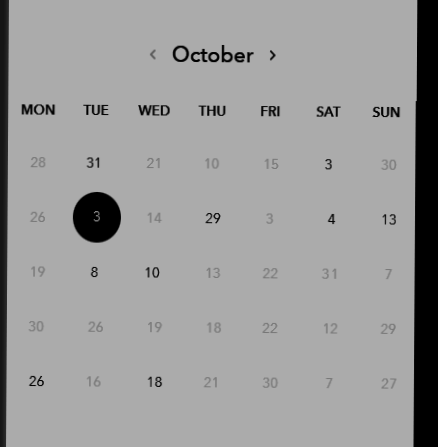 ‹ October ›
MON TUE WED THU FRI SAT SUN
28 31 21 10 15 3 30
26 3 14 29 3 4 13
19 8 10 13 22 31 7
30 26 19 18 22 12 29
26 16 18 21 30 7 27